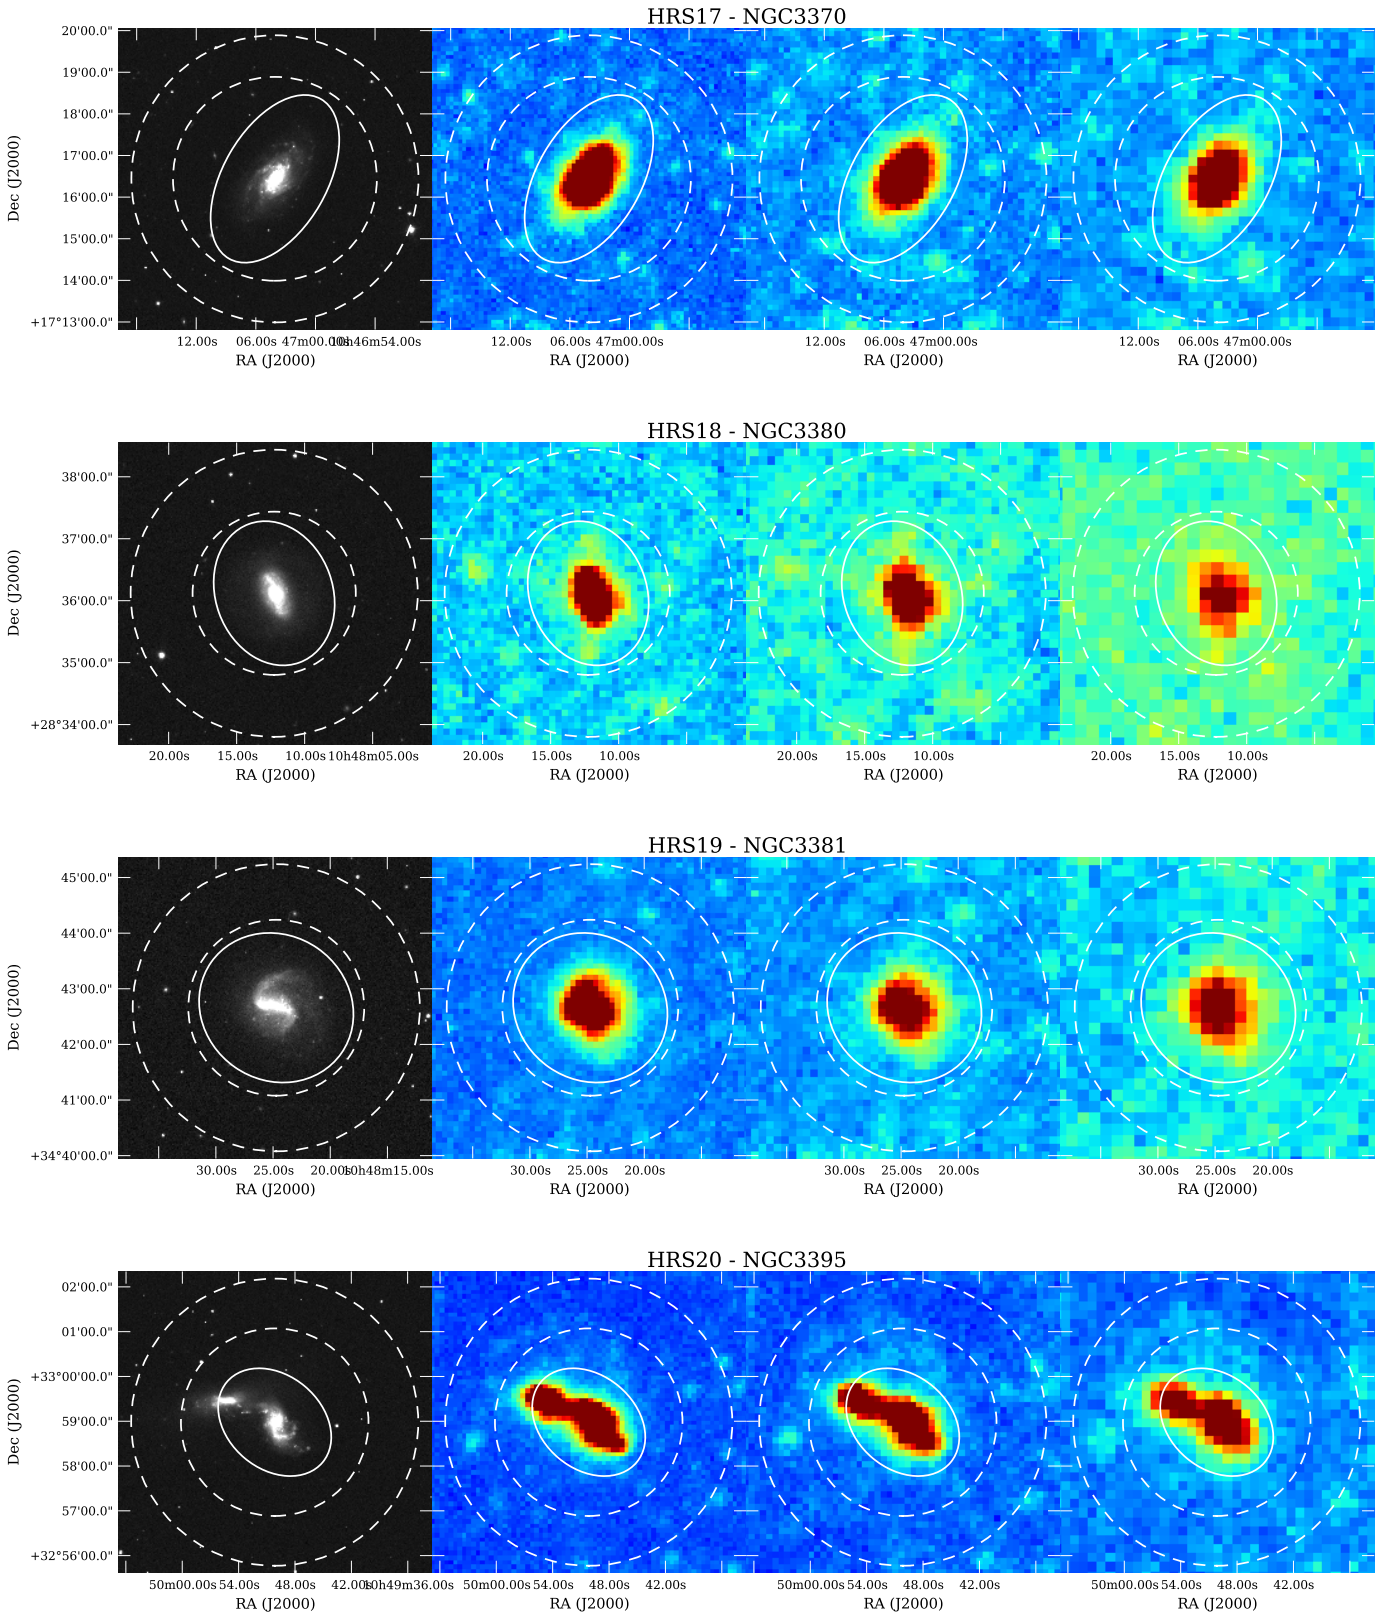 HRS17 - NGC3370
20'00.0"
19'00.0"
18'00.0"
17'00.0"
16'00.0"
15'00.0"
14'00.0"
+17°13'00.0"
Dec (J2000)
12.00s 06.00s 47m00.00s 10h46m54.00s 12.00s 06.00s 47m00.00s 12.00s 06.00s 47m00.00s 12.00s 06.00s 47m00.00s
RA (J2000) RA (J2000) RA (J2000) RA (J2000)
HRS18 - NGC3380
38'00.0"
37'00.0"
36'00.0"
35'00.0"
+28°34'00.0"
Dec (J2000)
20.00s 15.00s 10.00s 10h48m05.00s 20.00s 15.00s 10.00s 20.00s 15.00s 10.00s 20.00s 15.00s 10.00s
RA (J2000) RA (J2000) RA (J2000) RA (J2000)
HRS19 - NGC3381
45'00.0"
44'00.0"
43'00.0"
42'00.0"
41'00.0"
+34°40'00.0"
Dec (J2000)
30.00s 25.00s 20.00s 10h48m15.00s 30.00s 25.00s 20.00s 30.00s 25.00s 20.00s 30.00s 25.00s 20.00s
RA (J2000) RA (J2000) RA (J2000) RA (J2000)
HRS20 - NGC3395
02'00.0"
01'00.0"
+33°00'00.0"
59'00.0"
58'00.0"
57'00.0"
+32°56'00.0"
Dec (J2000)
50m00.00s 54.00s 48.00s 42.00s 10h49m36.00s 50m00.00s 54.00s 48.00s 42.00s 50m00.00s 54.00s 48.00s 42.00s 50m00.00s 54.00s 48.00s 42.00s
RA (J2000) RA (J2000) RA (J2000) RA (J2000)